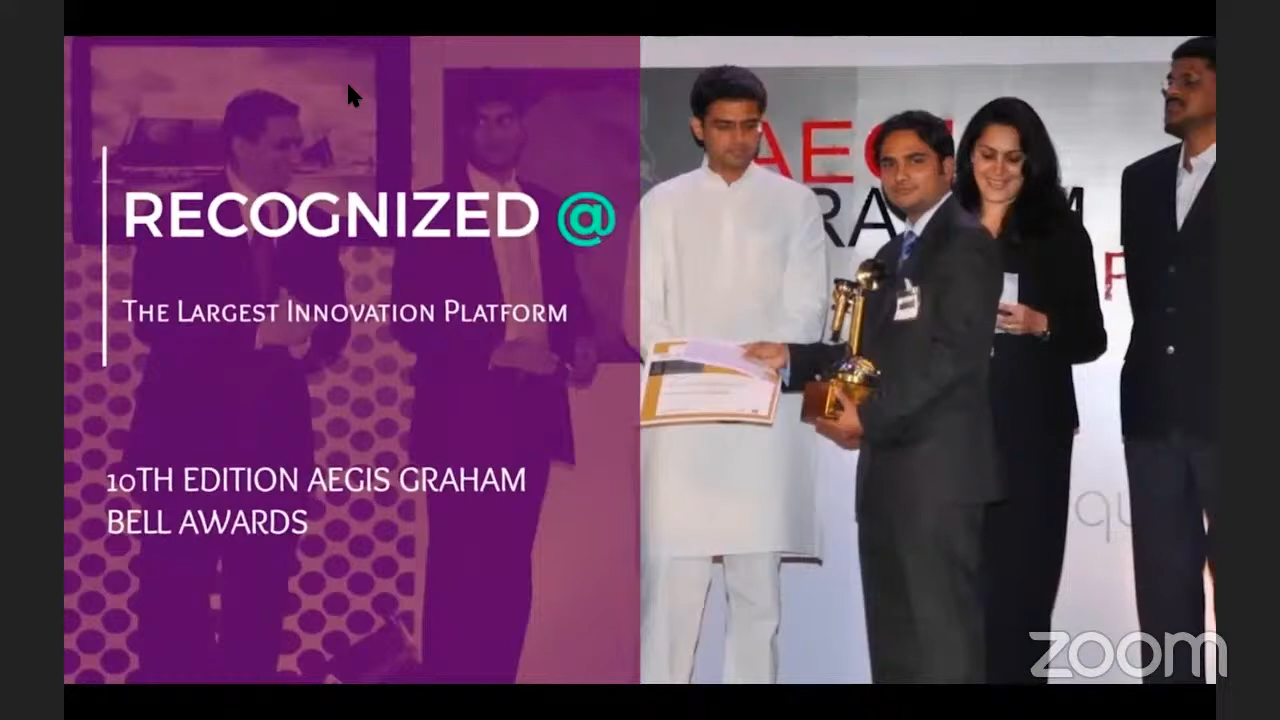 RECOGNIZED @
THE LARGEST INNOVATION PLATFORM
10TH EDITION AEGIS GRAHAM
BELL AWARDS
zoom